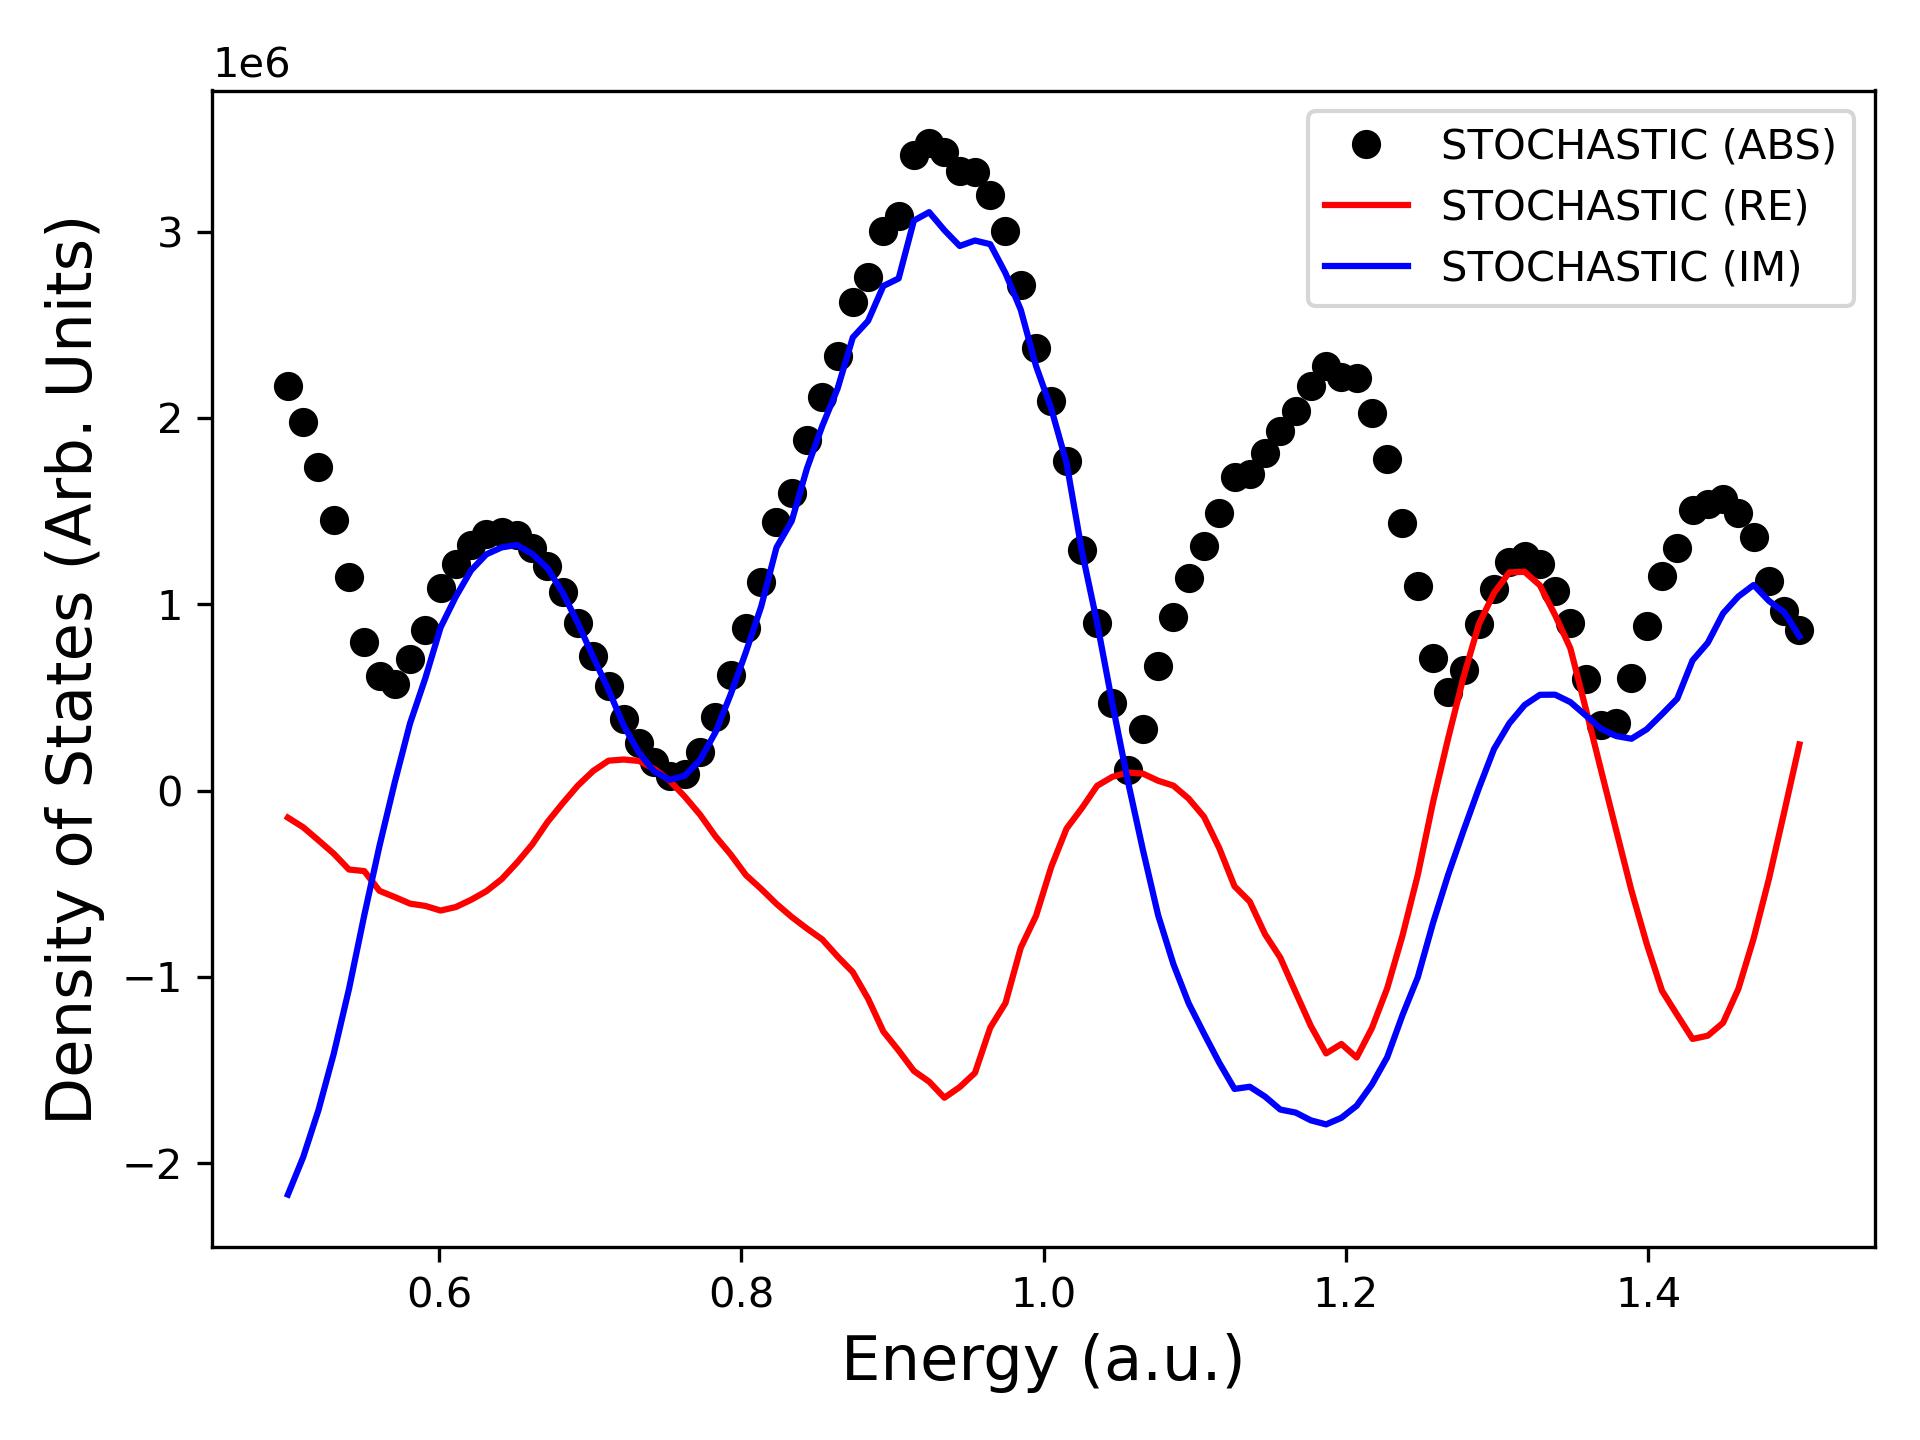 1e6
STOCHASTIC (ABS)
STOCHASTIC (RE)
STOCHASTIC (IM)
Density of States (Arb. Units)
3
2
1
0
−1
−2
0.6 0.8 1.0 1.2 1.4
Energy (a.u.)